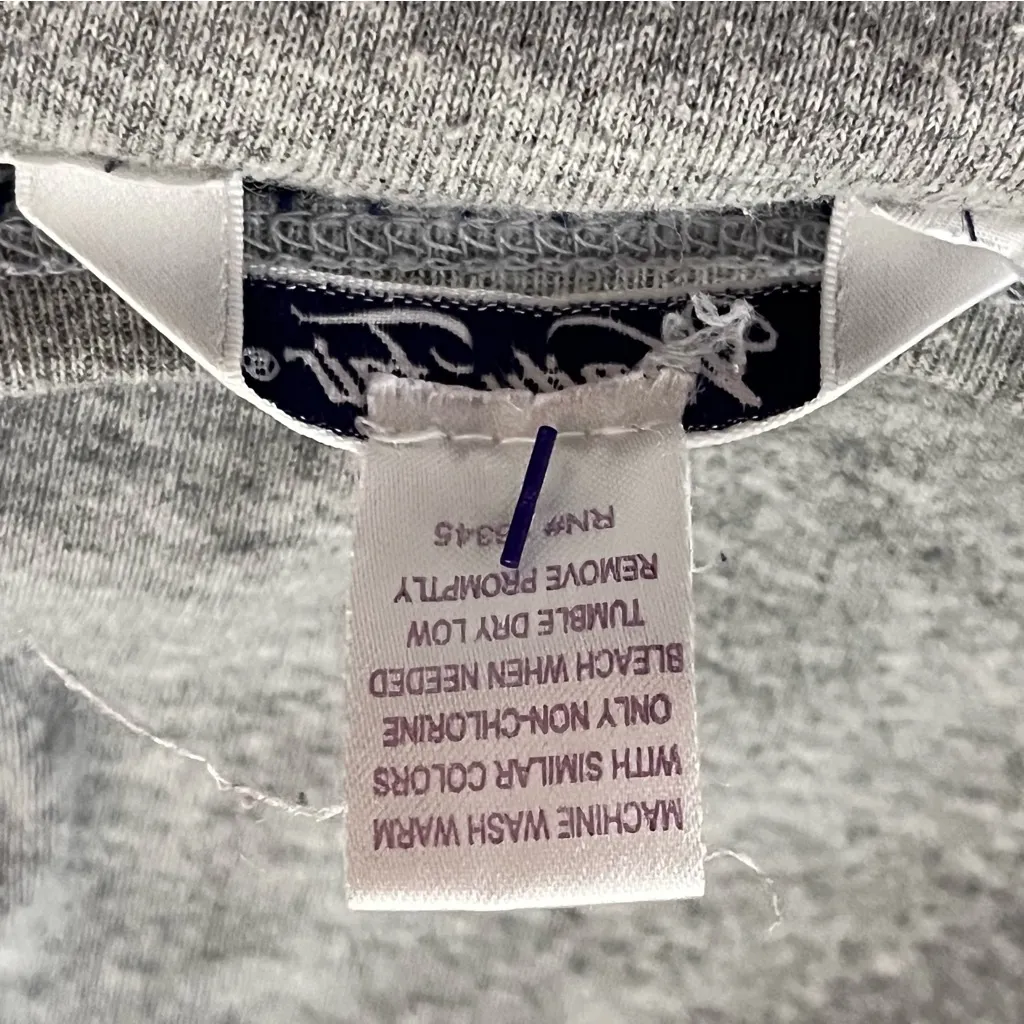 MACHINE WASH WARM
WITH SIMILAR COLORS
ONLY NON-CHLORINE
BLEACH WHEN NEEDED
TUMBLE DRY LOW
REMOVE PROMPTLY
RN#
®